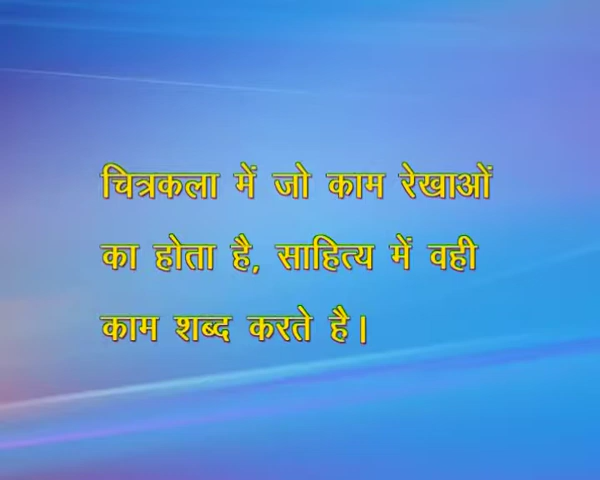 चित्रकला में जो काम रेखाओं
का होता है, साहित्य में वही
काम शब्द करते है।